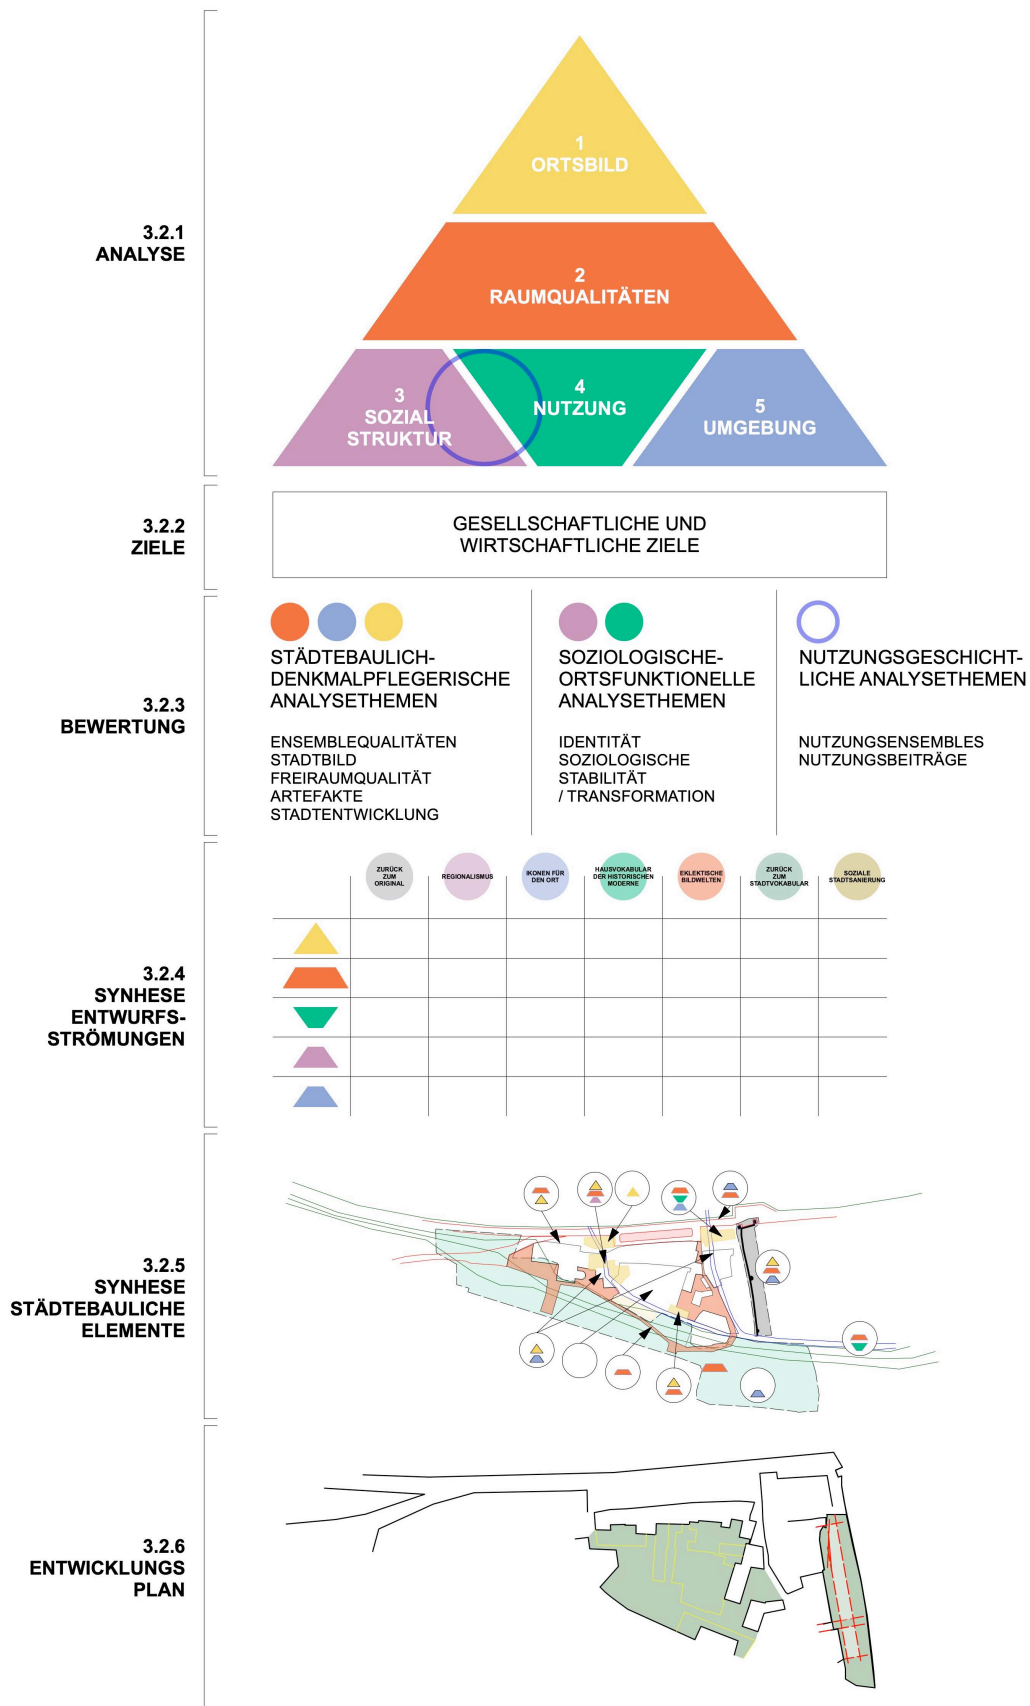 3.2.1
ANALYSE
1
ORTSBILD
2
RAUMQUALITÄTEN
3
SOZIAL
STRUKTUR
4
NUTZUNG
5
UMGEBUNG
3.2.2
ZIELE
GESELLSCHAFTLICHE UND
WIRTSCHAFTLICHE ZIELE
3.2.3
BEWERTUNG
STÄDTEBAULICH-
DENKMALPFLEGERISCHE
ANALYSETHEMEN
ENSEMBLEQUALITÄTEN
STADTBILD
FREIRAUMQUALITÄT
ARTEFAKTE
STADTENTWICKLUNG
SOZIOLOGISCHE-
ORTSFUNKTIONELLE
ANALYSETHEMEN
IDENTITÄT
SOZIOLOGISCHE
STABILITÄT
/ TRANSFORMATION
NUTZUNGSGESCHICHT-
LICHE ANALYSETHEMEN
NUTZUNGSENSEMBLES
NUTZUNGSBEITRÄGE
3.2.4
SYNHESE
ENTWURFS-
STRÖMUNGEN
ZURÜCK
ZUM
ORIGINAL
REGIONALISMUS
IKONEN FÜR
DEN ORT
HAUSVOKABULAR
DER HISTORISCHEN
MODERNE
EKLEKTISCHE
BILDWELTEN
ZURÜCK
ZUM
STADTVOKABULAR
SOZIALE
STADTSANIERUNG
3.2.5
SYNHESE
STÄDTEBAULICHE
ELEMENTE
3.2.6
ENTWICKLUNGS
PLAN